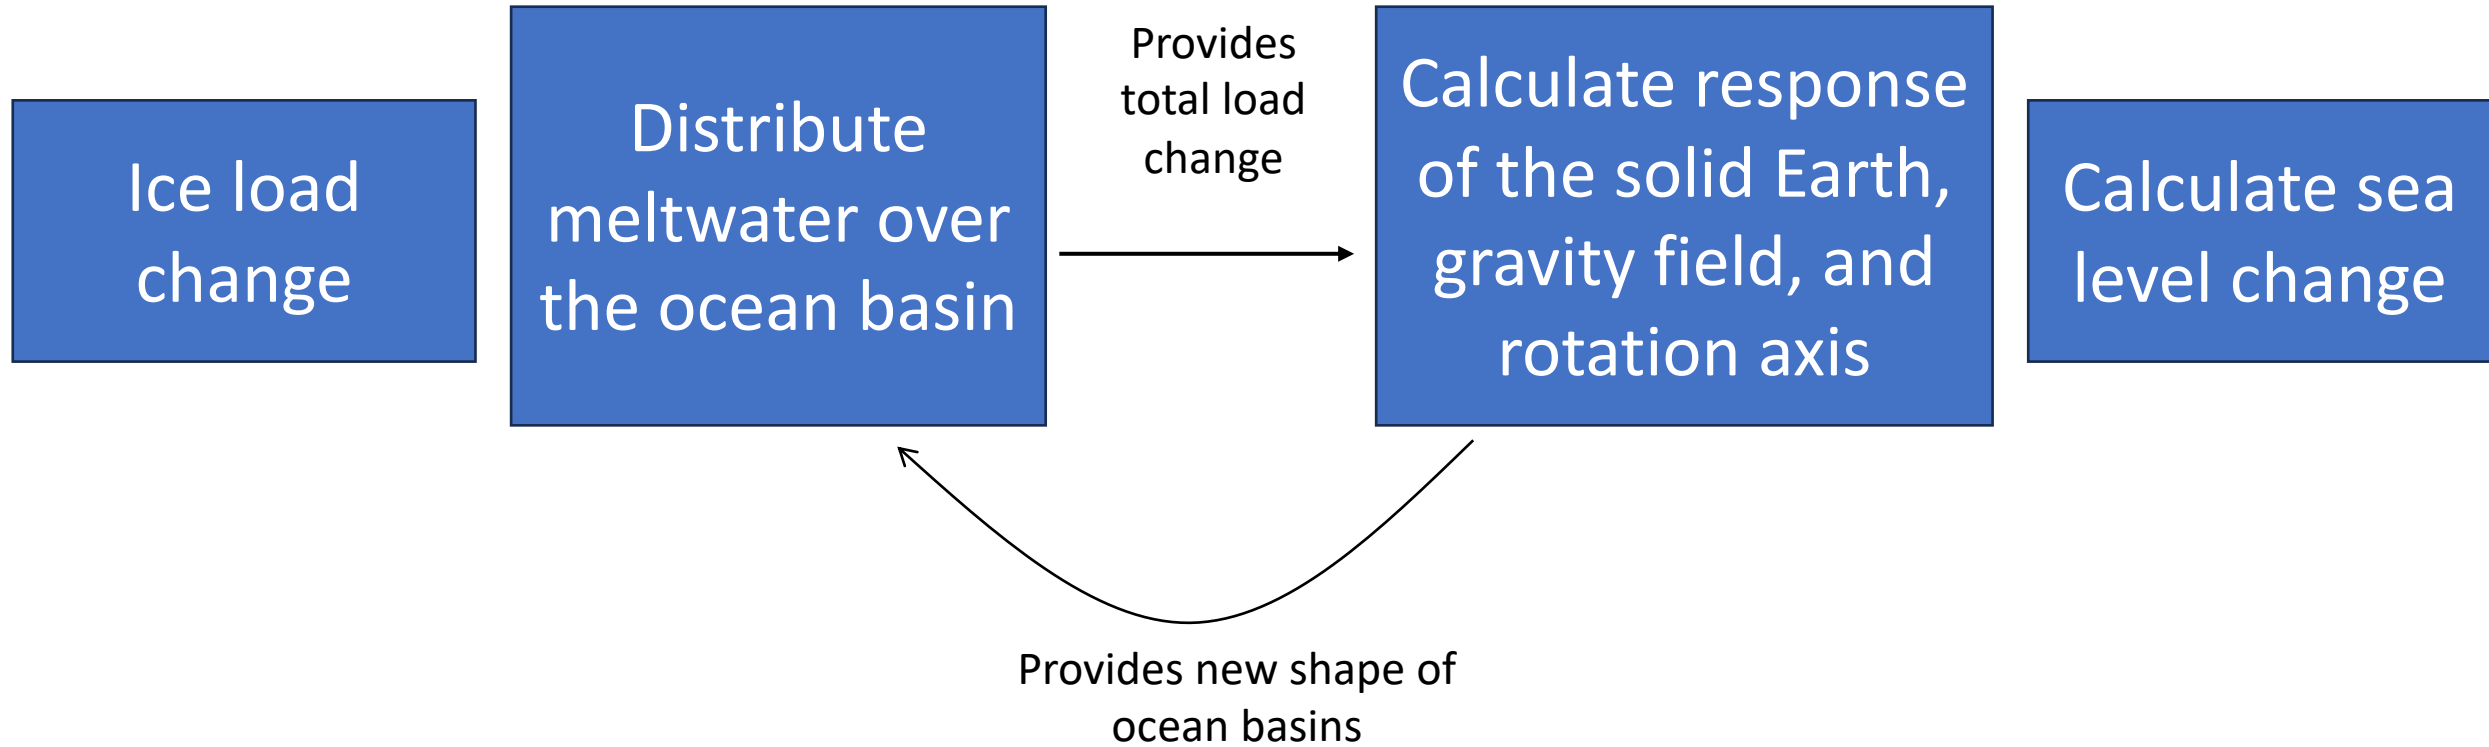 Ice load
change
Distribute
meltwater over
the ocean basin
Provides
total load
change
Calculate response
of the solid Earth,
gravity field, and
rotation axis
Calculate sea
level change
Provides new shape of
ocean basins